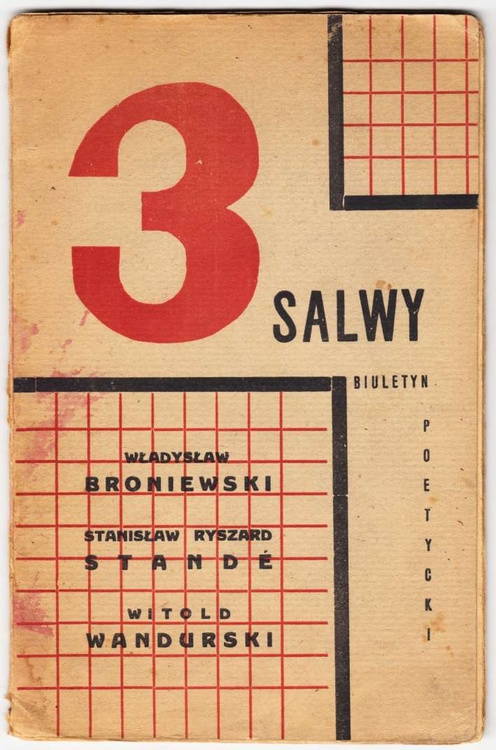 3
SALWY
BIULETYN
POETYCKI
WŁADYSŁAW
BRONIEWSKI
STANISŁAW RYSZARD
STANDÉ
WITOLD
WANDURSKI